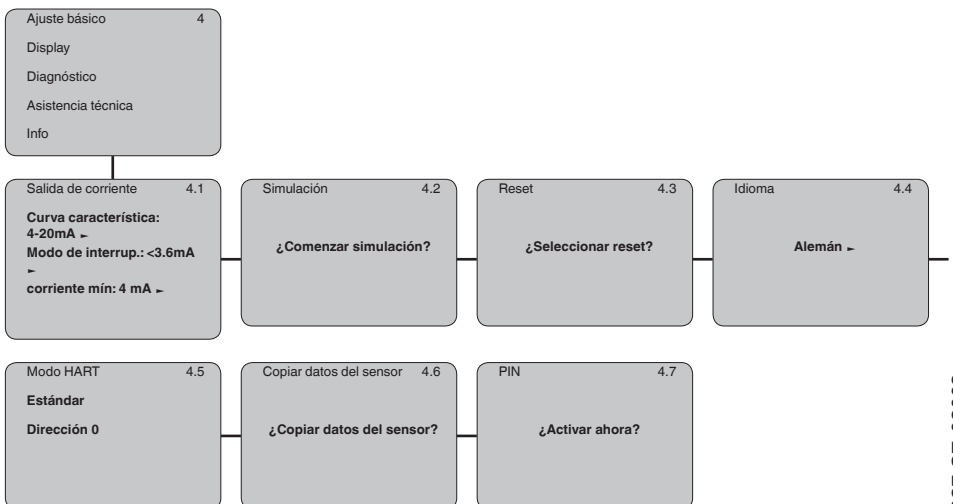 Ajuste básico 4
Display
Diagnóstico
Asistencia técnica
Info
Salida de corriente 4.1
Curva característica:
4-20mA ►
Modo de interrup.: <3.6mA
►
corriente mín: 4 mA ►
Simulación 4.2
¿Comenzar simulación?
Reset 4.3
¿Seleccionar reset?
Idioma 4.4
Alemán ►
Modo HART 4.5
Estándar
Dirección 0
Copiar datos del sensor 4.6
¿Copiar datos del sensor?
PIN 4.7
¿Activar ahora?